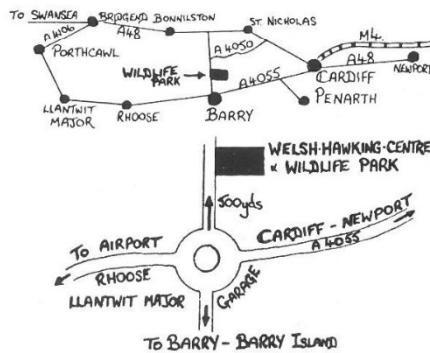 TO SWANSEA
BRIDGEND
BONNILSTON
ST. NICHOLAS
A48
A4050
M4
A48
PORTHCAWL
WILDLIFE
PARK
CARDIFF
NEWPORT
A4055
PENARTH
LLANTWIT
MAJOR
RHOOSE
BARRY
WELSH·HAWKING·CENTRE
& WILDLIFE PARK
500yds
CARDIFF - NEWPORT
A 4055
TO AIRPORT
RHOOSE
LLANTWIT MAJOR
GARAGE
TO BARRY - BARRY ISLAND